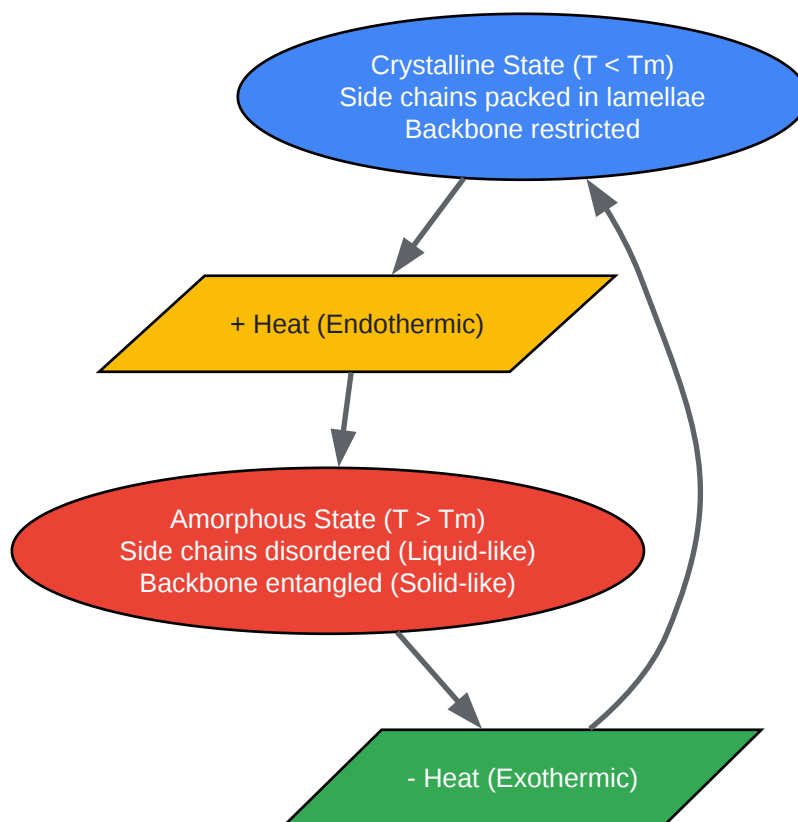 Crystalline State (T < Tm)
Side chains packed in lamellae
Backbone restricted
+ Heat (Endothermic)
Amorphous State (T > Tm)
Side chains disordered (Liquid-like)
Backbone entangled (Solid-like)
- Heat (Exothermic)